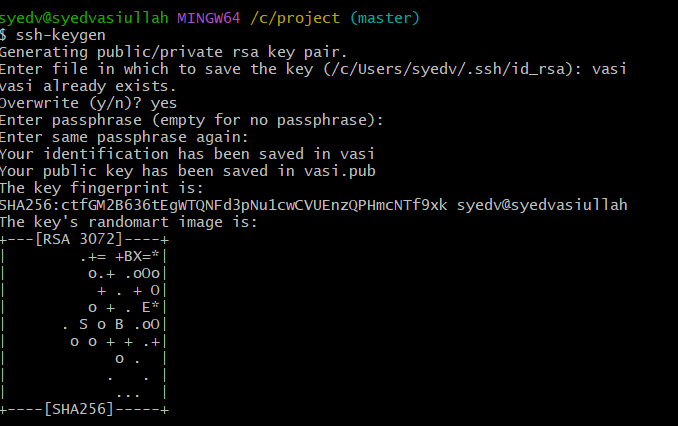 syedv@syedvasiullah MINGW64 /c/project (master)
$ ssh-keygen
Generating public/private rsa key pair.
Enter file in which to save the key (/c/Users/syedv/.ssh/id_rsa): vasi
vasi already exists.
Overwrite (y/n)? yes
Enter passphrase (empty for no passphrase):
Enter same passphrase again:
Your identification has been saved in vasi
Your public key has been saved in vasi.pub
The key fingerprint is:
SHA256:ctfGM2B636tEgWTQNFd3pNu1cwCVUEnzQPHmcNTf9xk syedv@syedvasiullah
The key's randomart image is:
+---[RSA 3072]----+
|        .+= +BX=*|
|         o.+ .oOo|
|          + . + O|
|         o + . E*|
|      . S o B .oO|
|       o o + + .+|
|            o .  |
|           .   . |
|            ...  |
+----[SHA256]-----+